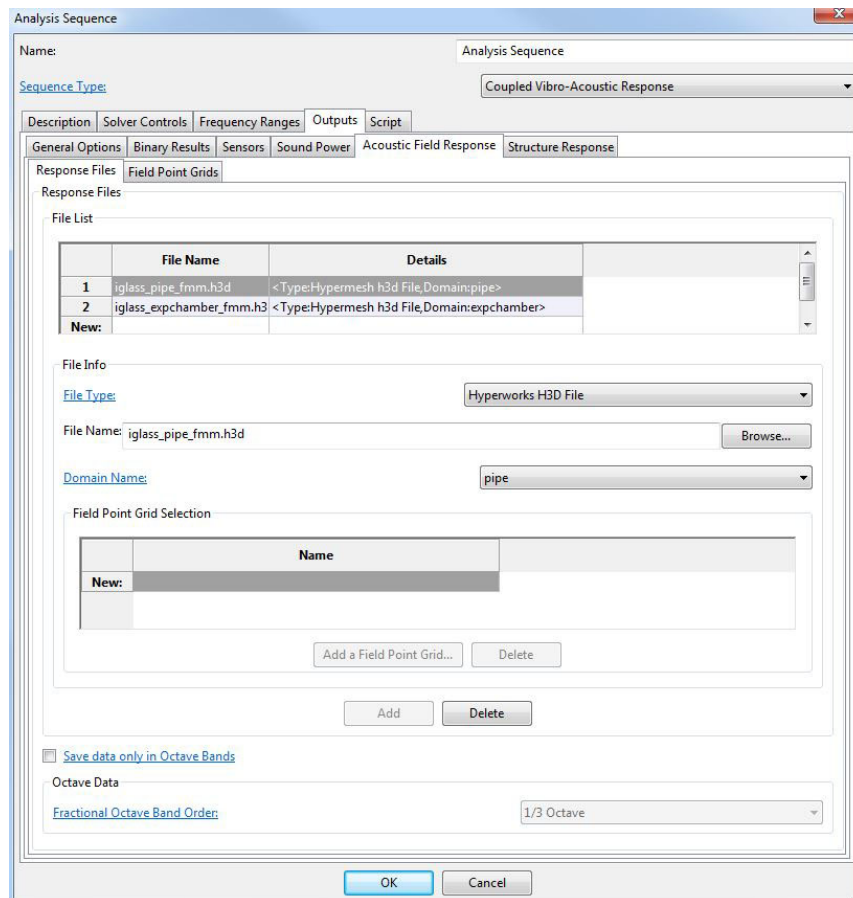 Analysis Sequence
Name: Analysis Sequence
Sequence Type: Coupled Vibro-Acoustic Response
Description Solver Controls Frequency Ranges Outputs Script
General Options Binary Results Sensors Sound Power Acoustic Field Response Structure Response
Response Files Field Point Grids
Response Files
File List
File Name Details
1 iglass_pipe_fmm.h3d <Type:Hypermesh h3d File,Domain:pipe>
2 iglass_expchamber_fmm.h3 <Type:Hypermesh h3d File,Domain:expchamber>
New:
File Info
File Type: Hyperworks H3D File
File Name: iglass_pipe_fmm.h3d Browse...
Domain Name: pipe
Field Point Grid Selection
Name
New:
Add a Field Point Grid... Delete
Add Delete
Save data only in Octave Bands
Octave Data
Fractional Octave Band Order: 1/3 Octave
OK Cancel